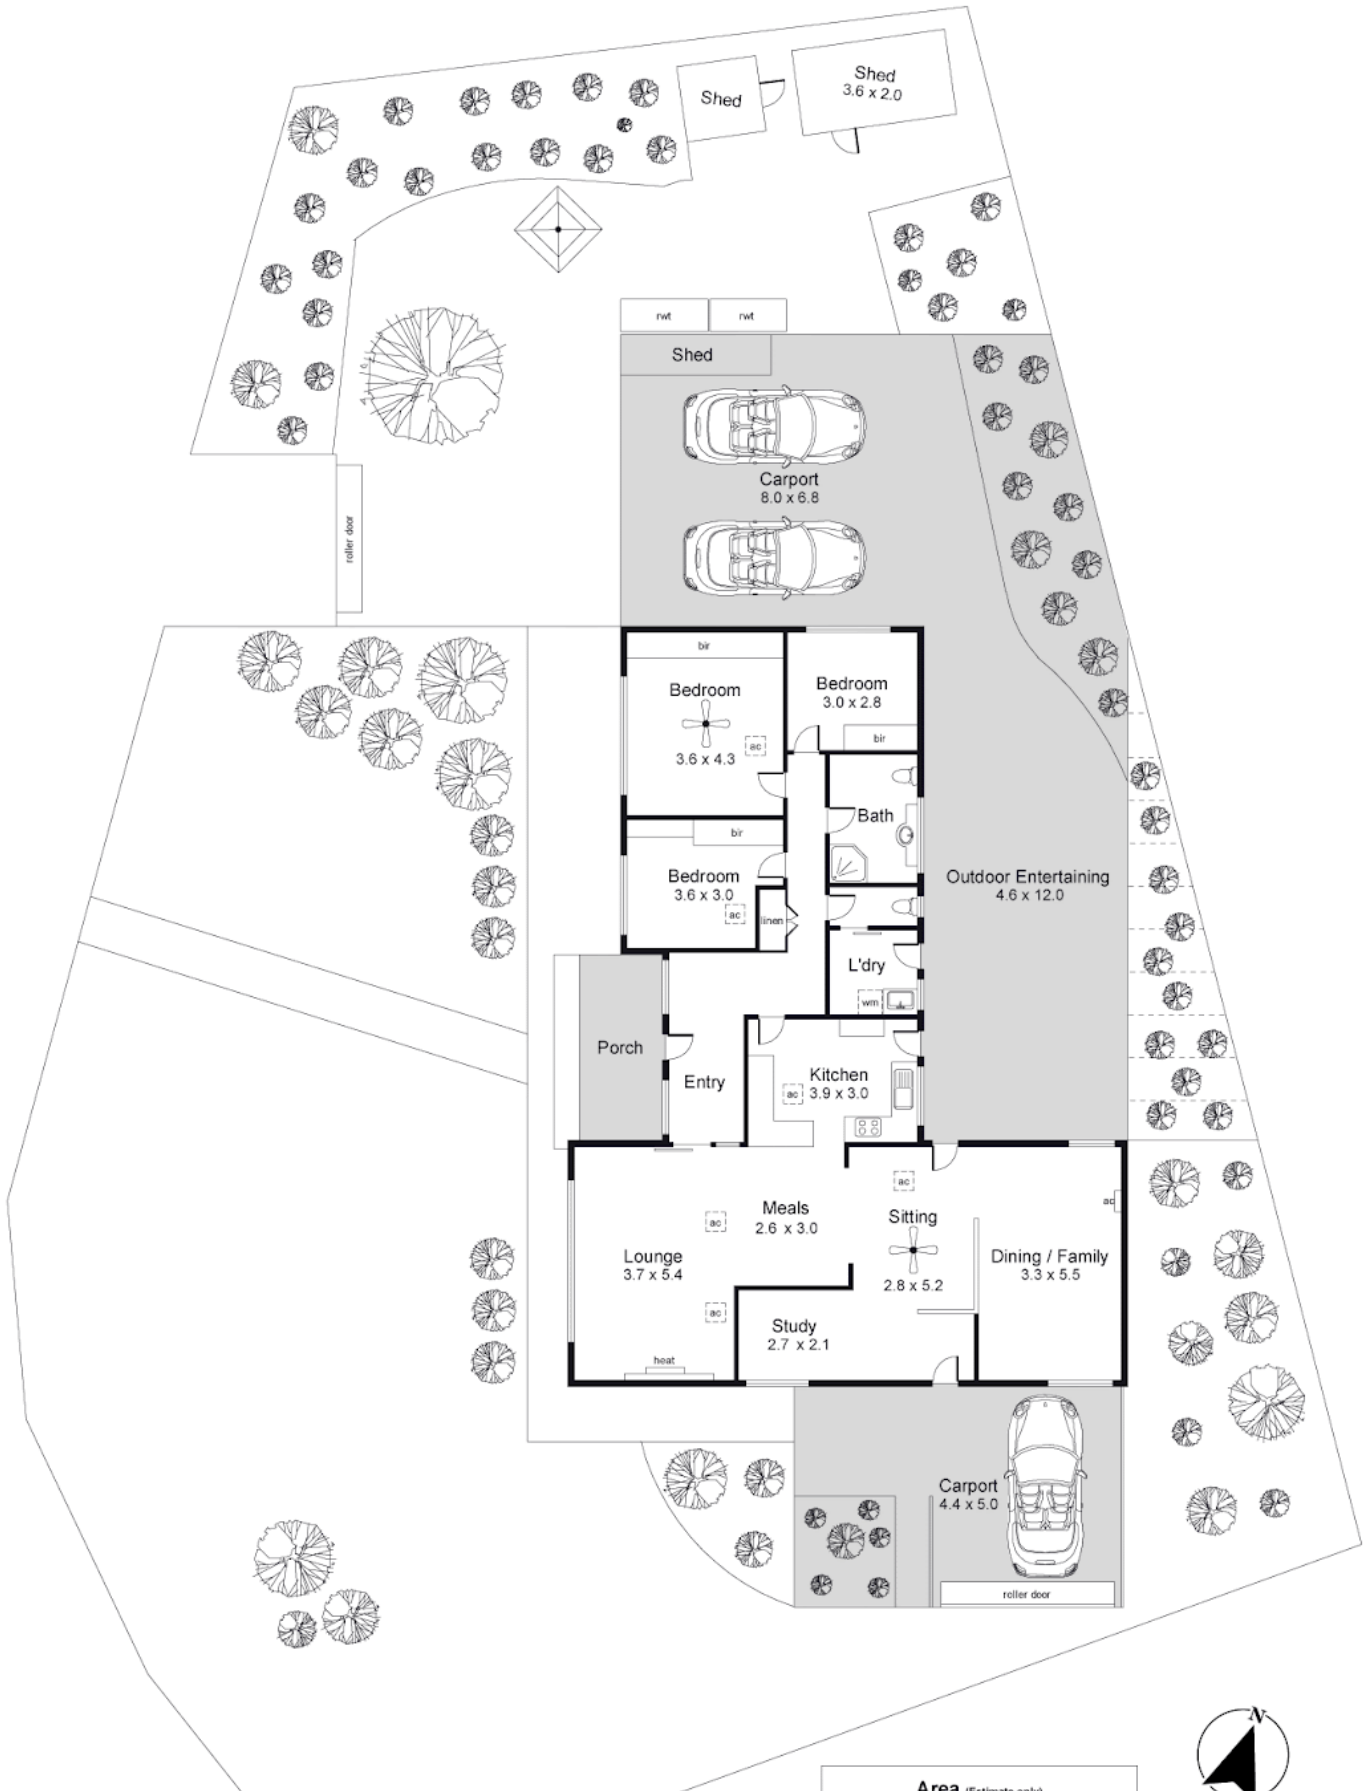 Shed
Shed
3.6 x 2.0
rwt
rwt
Shed
Carport
8.0 x 6.8
roller door
bir
Bedroom
3.6 x 4.3
ac
Bedroom
3.0 x 2.8
bir
Bath
bir
Bedroom
3.6 x 3.0
ac
linen
Outdoor Entertaining
4.6 x 12.0
L'dry
wm
Porch
Entry
Kitchen
3.9 x 3.0
ac
ac
ac
Meals
2.6 x 3.0
ac
Sitting
2.8 x 5.2
Lounge
3.7 x 5.4
Dining / Family
3.3 x 5.5
ac
Study
2.7 x 2.1
heat
Carport
4.4 x 5.0
roller door
N
Area (Estimate only)